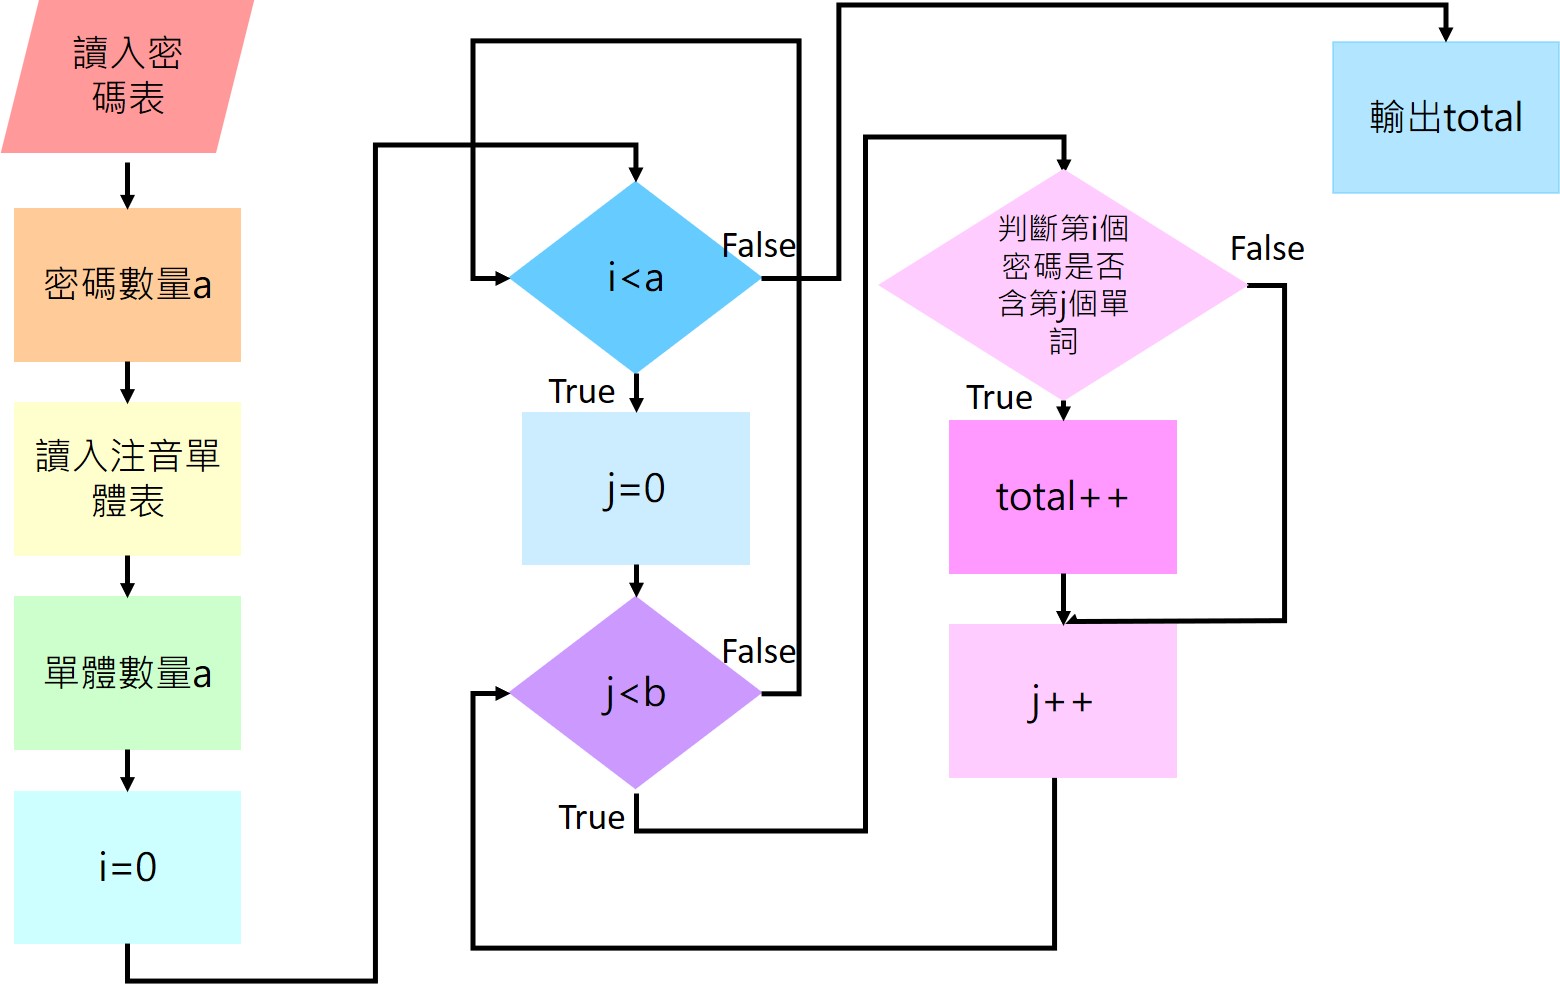 讀入密
碼表
密碼數量a
讀入注音單
體表
單體數量a
i=0
i<a
False
True
j=0
j<b
False
True
判斷第i個
密碼是否
含第j個單
詞
False
True
total++
j++
輸出total